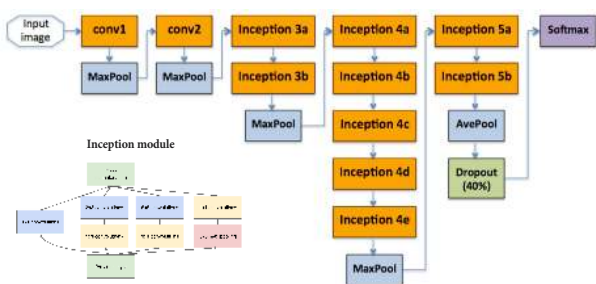 Input
image
conv1
conv2
Inception 3a
Inception 4a
Inception 5a
Softmax
MaxPool
MaxPool
Inception 3b
Inception 4b
Inception 5b
MaxPool
Inception 4c
AvePool
Inception 4d
Dropout
(40%)
Inception 4e
MaxPool
Inception module